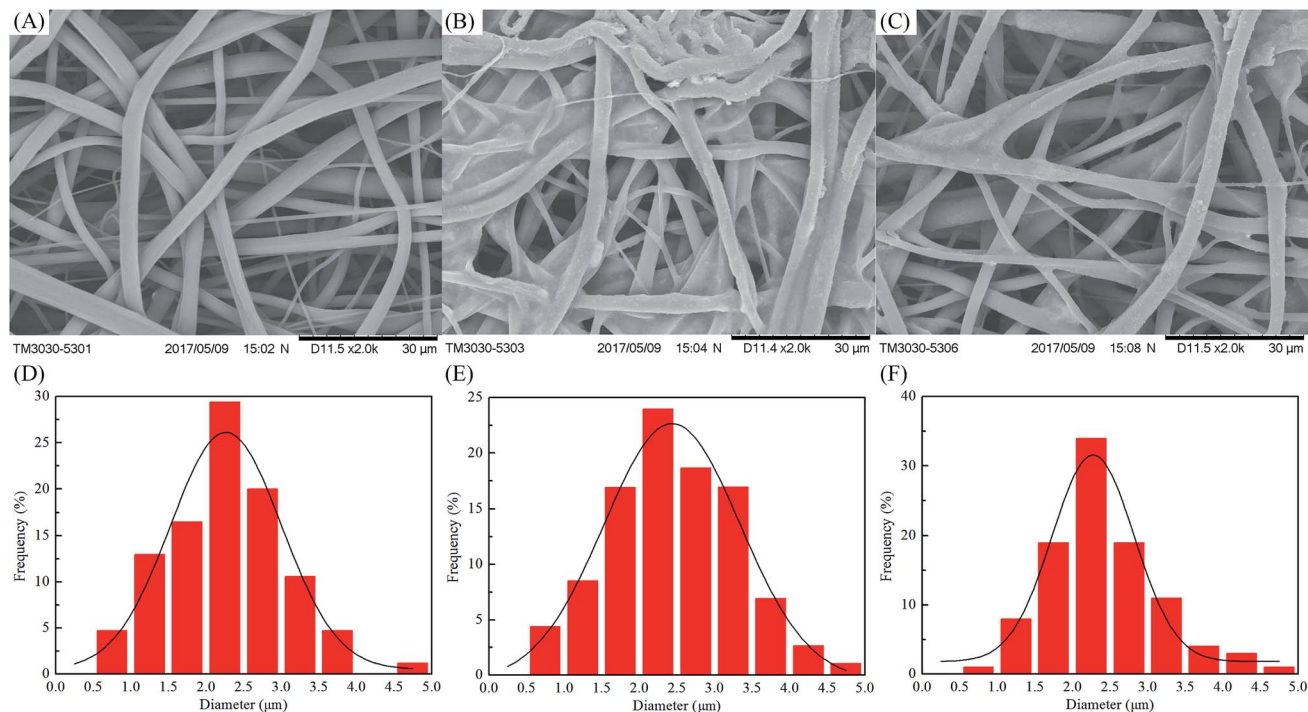 (A) (B) (C)
TM3030-5301 2017/05/09 15:02 N D11.5 x2.0k 30 μm
TM3030-5303 2017/05/09 15:04 N D11.4 x2.0k 30 μm
TM3030-5306 2017/05/09 15:08 N D11.5 x2.0k 30 μm
(D)
30
25
20
15
10
5
0
Frequency (%)
0.0 0.5 1.0 1.5 2.0 2.5 3.0 3.5 4.0 4.5 5.0
Diameter (μm)
(E)
25
20
15
10
5
0
Frequency (%)
0.0 0.5 1.0 1.5 2.0 2.5 3.0 3.5 4.0 4.5 5.0
Diameter (μm)
(F)
40
30
20
10
0
Frequency (%)
0.0 0.5 1.0 1.5 2.0 2.5 3.0 3.5 4.0 4.5 5.0
Diameter (μm)